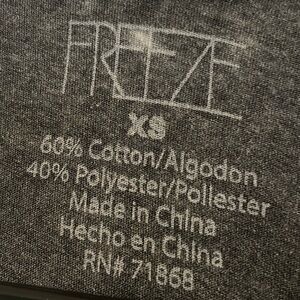 FREEZE
XS
60% Cotton/Algodon
40% Polyester/Poliester
Made in China
Hecho en China
RN# 71868